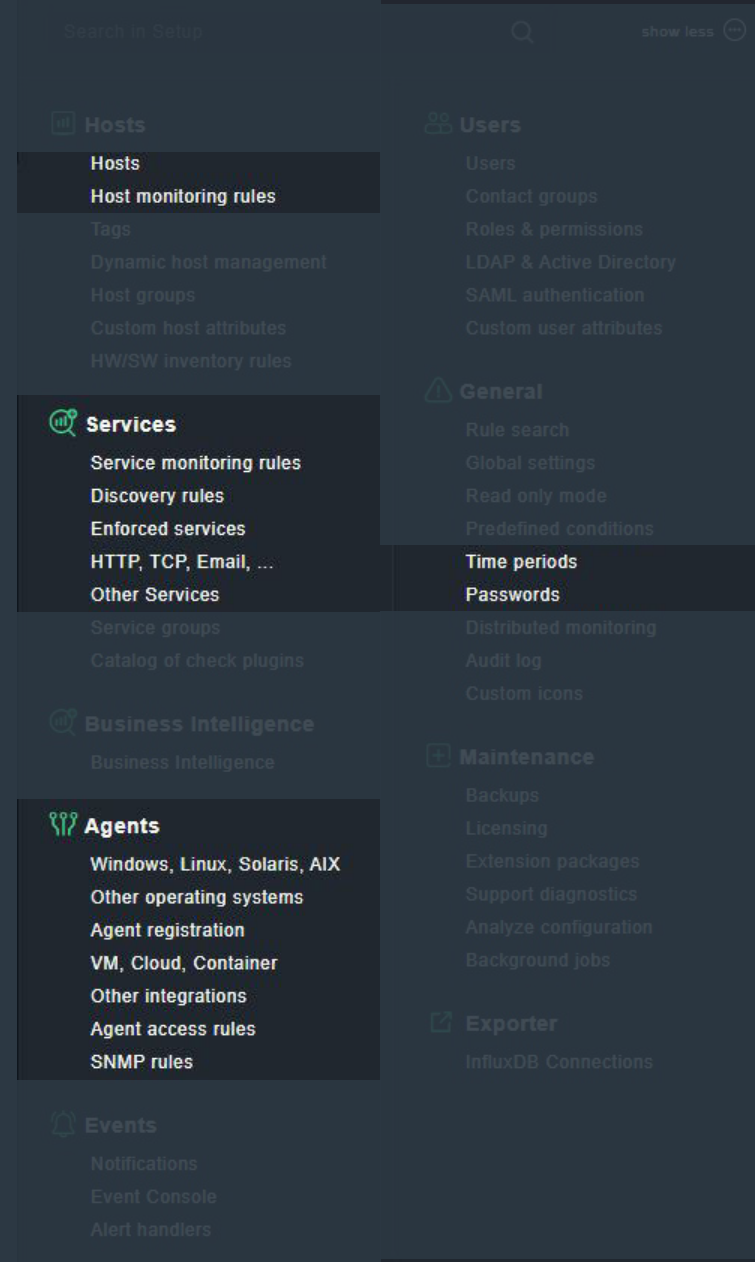 Search in Setup
show less
Hosts
Hosts
Host monitoring rules
Tags
Dynamic host management
Host groups
Custom host attributes
HW/SW inventory rules
Services
Service monitoring rules
Discovery rules
Enforced services
HTTP, TCP, Email, ...
Other Services
Service groups
Catalog of check plugins
Business Intelligence
Business Intelligence
Agents
Windows, Linux, Solaris, AIX
Other operating systems
Agent registration
VM, Cloud, Container
Other integrations
Agent access rules
SNMP rules
Events
Notifications
Event Console
Alert handlers
Users
Users
Contact groups
Roles & permissions
LDAP & Active Directory
SAML authentication
Custom user attributes
General
Rule search
Global settings
Read only mode
Predefined conditions
Time periods
Passwords
Distributed monitoring
Audit log
Custom icons
Maintenance
Backups
Licensing
Extension packages
Support diagnostics
Analyze configuration
Background jobs
Exporter
InfluxDB Connections